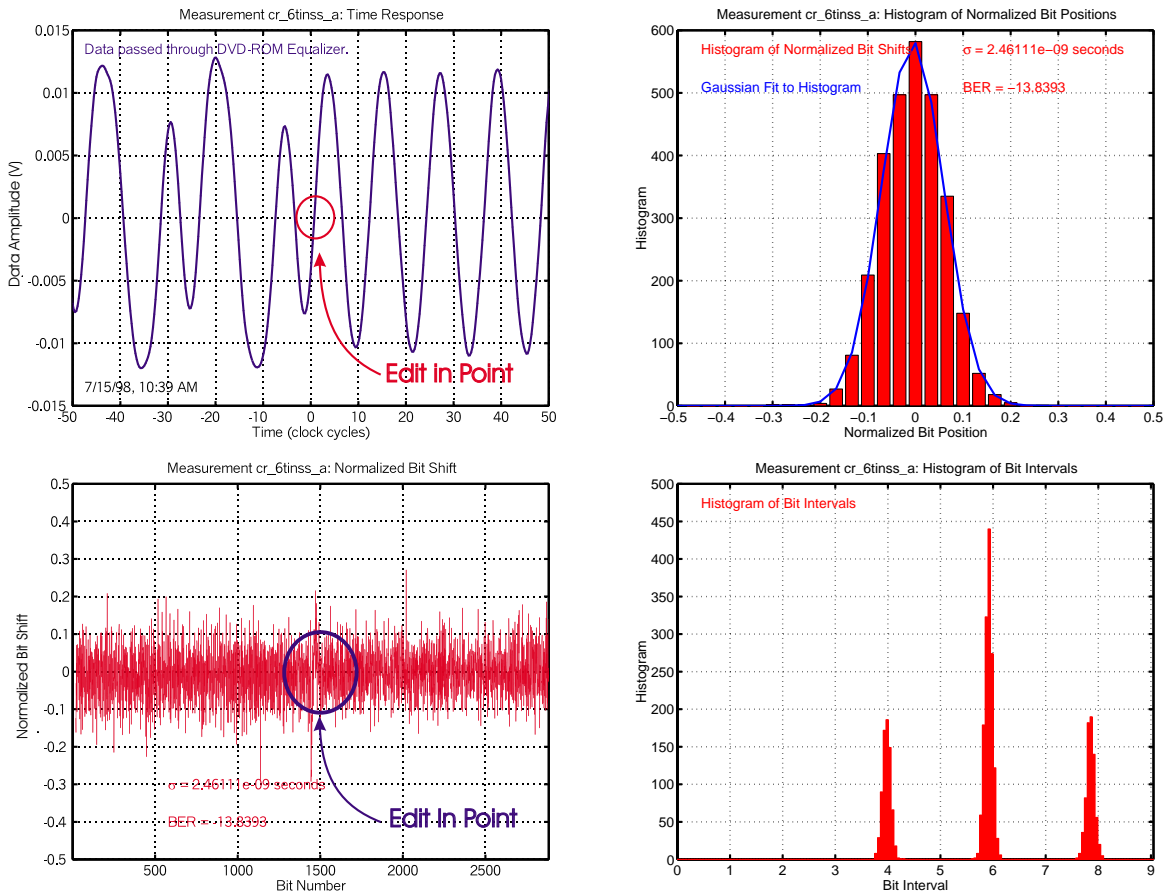 Measurement cr_6tinss_a: Time Response
0.015
0.01
0.005
0
-0.005
-0.01
-0.015
Data Amplitude (V)
Data passed through DVD-ROM Equalizer.
Edit in Point
7/15/98, 10:39 AM
-50 -40 -30 -20 -10 0 10 20 30 40 50
Time (clock cycles)
Measurement cr_6tinss_a: Histogram of Normalized Bit Positions
600
500
400
300
200
100
0
Histogram
Histogram of Normalized Bit Shifts
σ = 2.46111e−09 seconds
Gaussian Fit to Histogram
BER = −13.8393
−0.5 −0.4 −0.3 −0.2 −0.1 0 0.1 0.2 0.3 0.4 0.5
Normalized Bit Position
Measurement cr_6tinss_a: Normalized Bit Shift
0.5
0.4
0.3
0.2
0.1
0
-0.1
-0.2
-0.3
-0.4
-0.5
Normalized Bit Shift
σ = 2.46111e-09 seconds
BER = -13.8393
Edit In Point
500 1000 1500 2000 2500
Bit Number
Measurement cr_6tinss_a: Histogram of Bit Intervals
500
450
400
350
300
250
200
150
100
50
0
Histogram
Histogram of Bit Intervals
0 1 2 3 4 5 6 7 8 9
Bit Interval